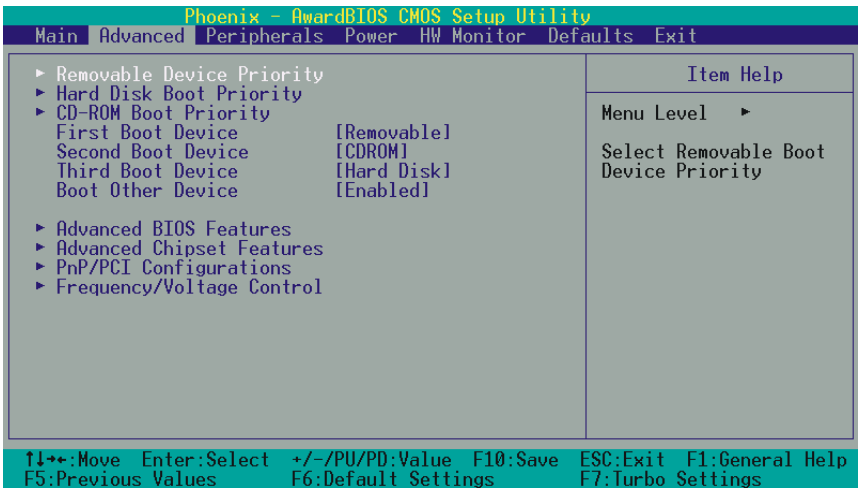 Phoenix - AwardBIOS CMOS Setup Utility
Main Advanced Peripherals Power HW Monitor Defaults Exit
► Removable Device Priority
► Hard Disk Boot Priority
► CD-ROM Boot Priority
First Boot Device [Removable]
Second Boot Device [CDROM]
Third Boot Device [Hard Disk]
Boot Other Device [Enabled]
► Advanced BIOS Features
► Advanced Chipset Features
► PnP/PCI Configurations
► Frequency/Voltage Control
Item Help
Menu Level ►
Select Removable Boot
Device Priority
↑↓→←:Move Enter:Select +/-/PU/PD:Value F10:Save ESC:Exit F1:General Help
F5:Previous Values F6:Default Settings F7:Turbo Settings